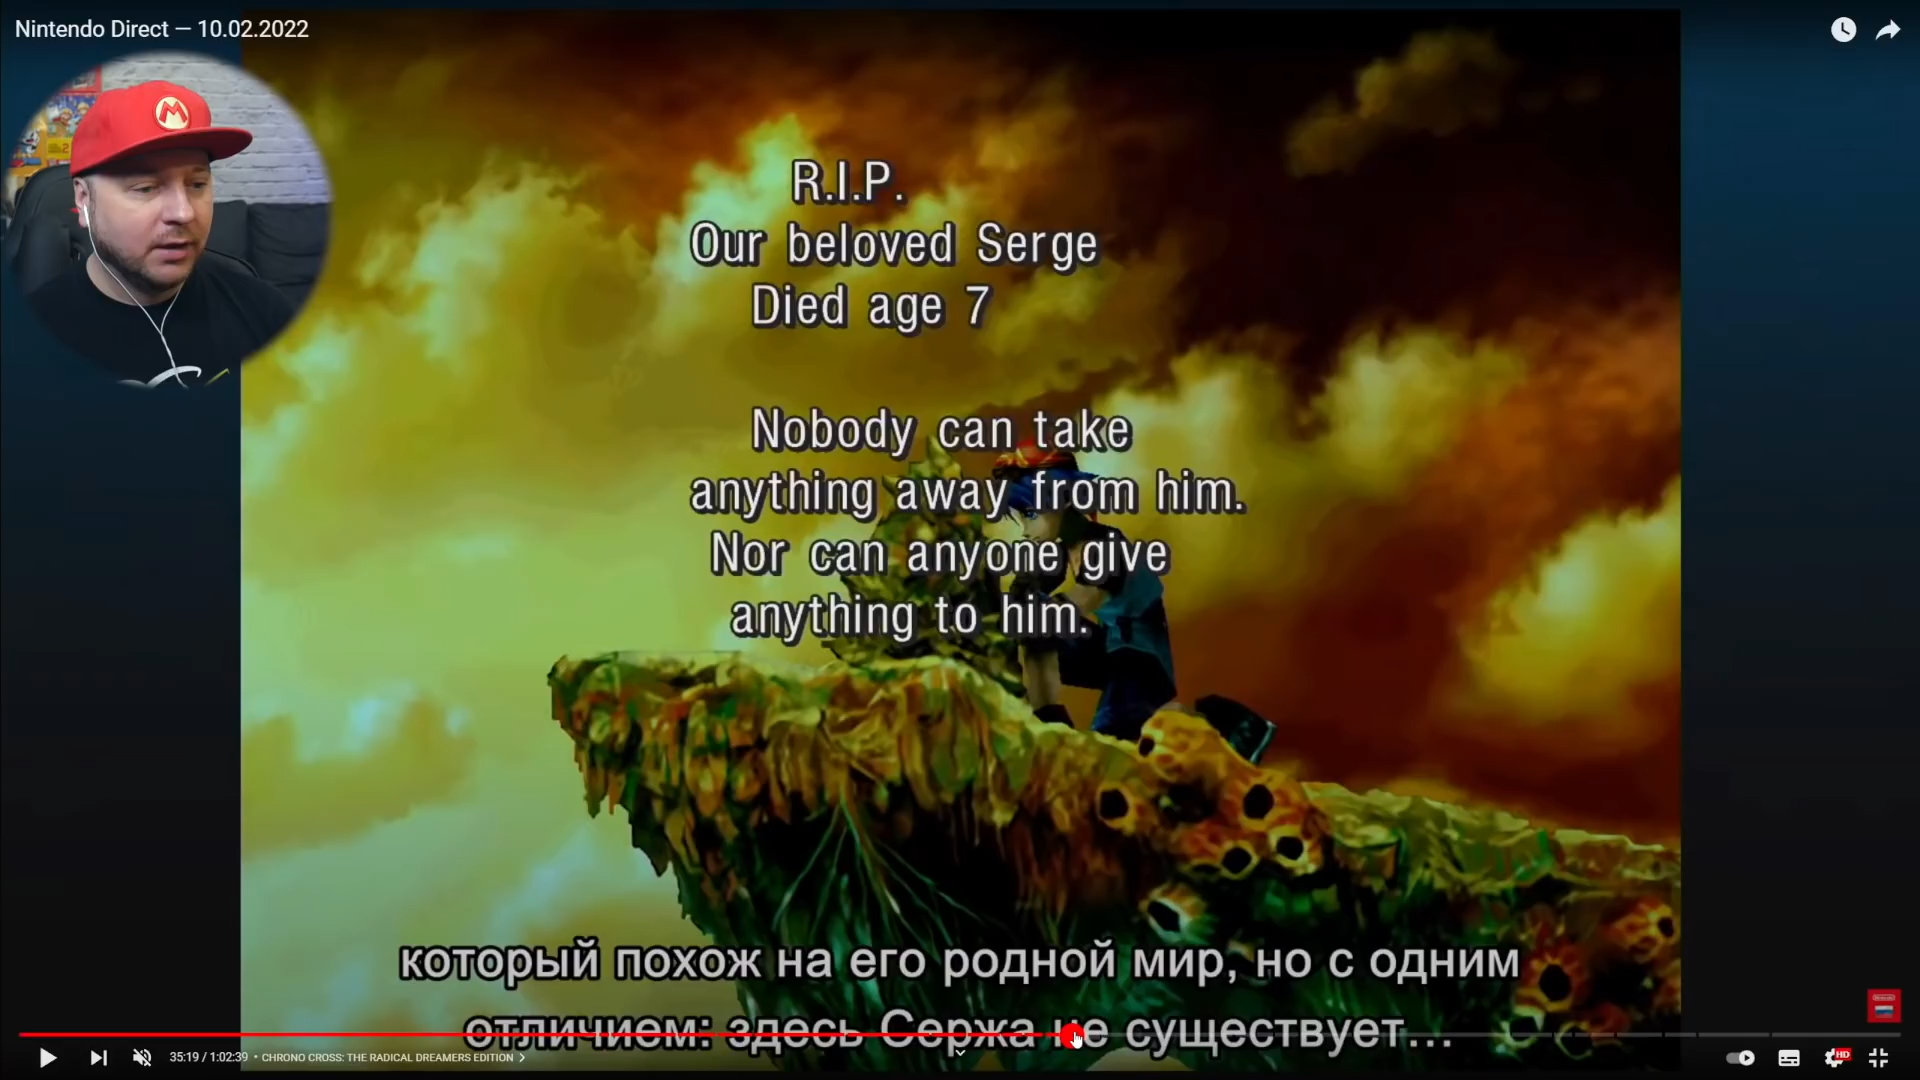 Nintendo Direct — 10.02.2022
M
R.I.P.
Our beloved Serge
Died age 7
Nobody can take
anything away from him.
Nor can anyone give
anything to him.
который похож на его родной мир, но с одним
отличием: здесь Сержа не существует...
35:19 / 1:02:39 • CHRONO CROSS: THE RADICAL DREAMERS EDITION >
HD